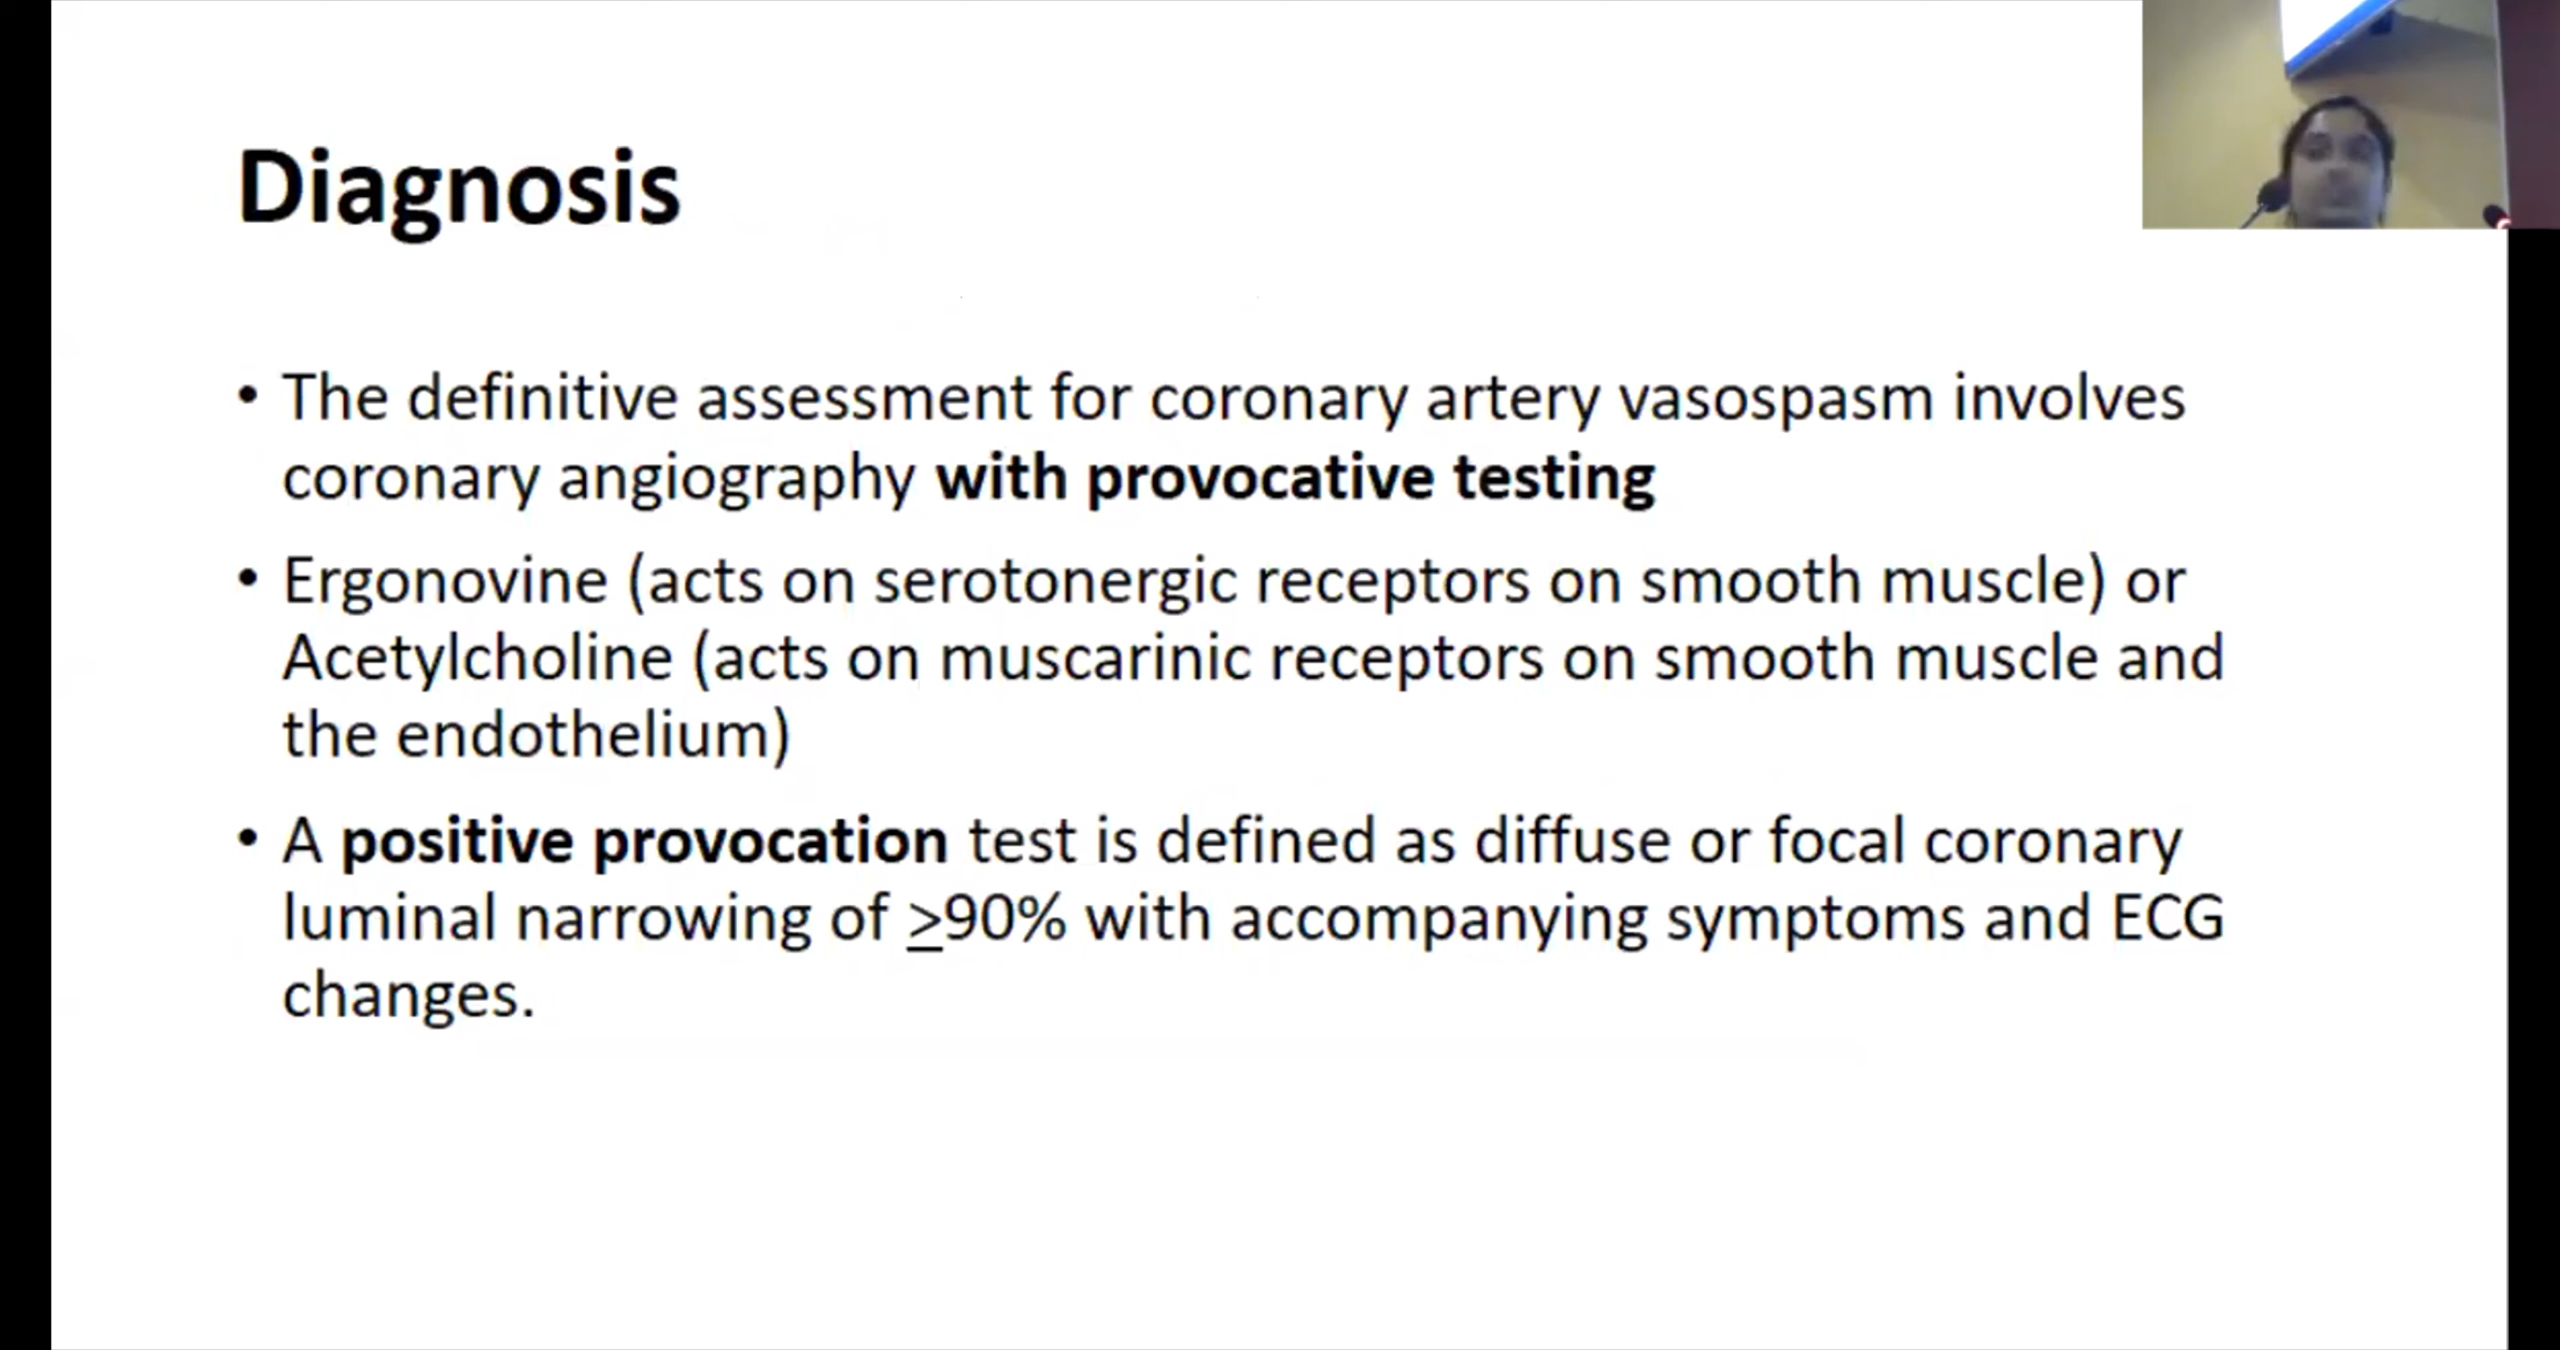 Diagnosis
• The definitive assessment for coronary artery vasospasm involves
coronary angiography with provocative testing
• Ergonovine (acts on serotonergic receptors on smooth muscle) or
Acetylcholine (acts on muscarinic receptors on smooth muscle and
the endothelium)
• A positive provocation test is defined as diffuse or focal coronary
luminal narrowing of ≥90% with accompanying symptoms and ECG
changes.